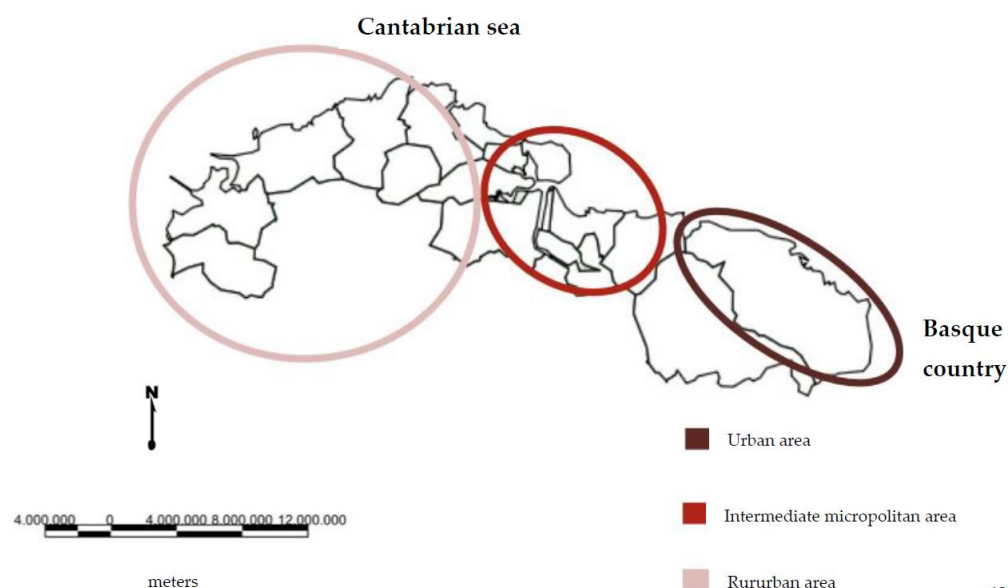 Cantabrian sea
Basque
country
N
4.000.000 0 4.000.000 8.000.000 12.000.000
meters
Urban area
Intermediate micropolitan area
Rururban area